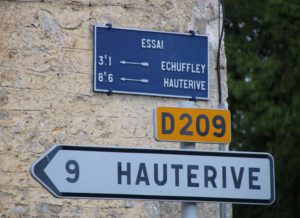 ESSAI
3ᵏ1 ECHUFFLEY
8ᵏ6 HAUTERIVE
D209
9 HAUTERIVE